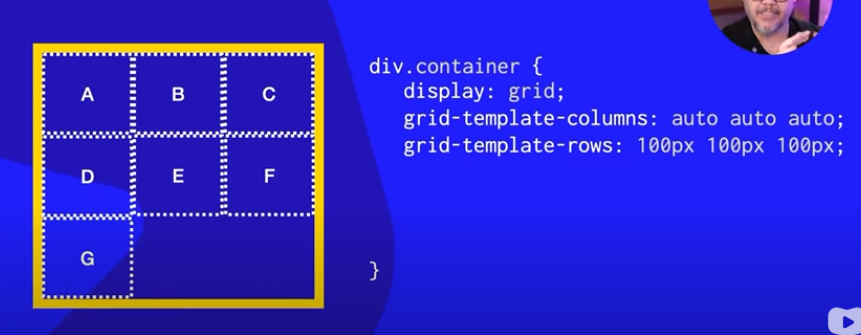 A B C
D E F
G
div.container {
display: grid;
grid-template-columns: auto auto auto;
grid-template-rows: 100px 100px 100px;
}